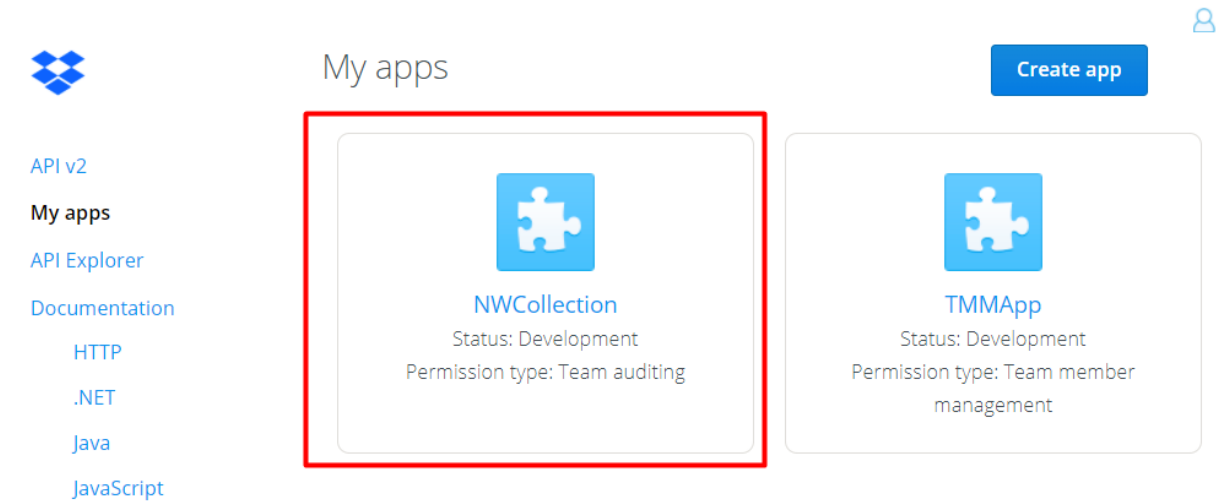 My apps
Create app
API v2
My apps
API Explorer
Documentation
HTTP
.NET
Java
JavaScript
NWCollection
Status: Development
Permission type: Team auditing
TMMApp
Status: Development
Permission type: Team member
management